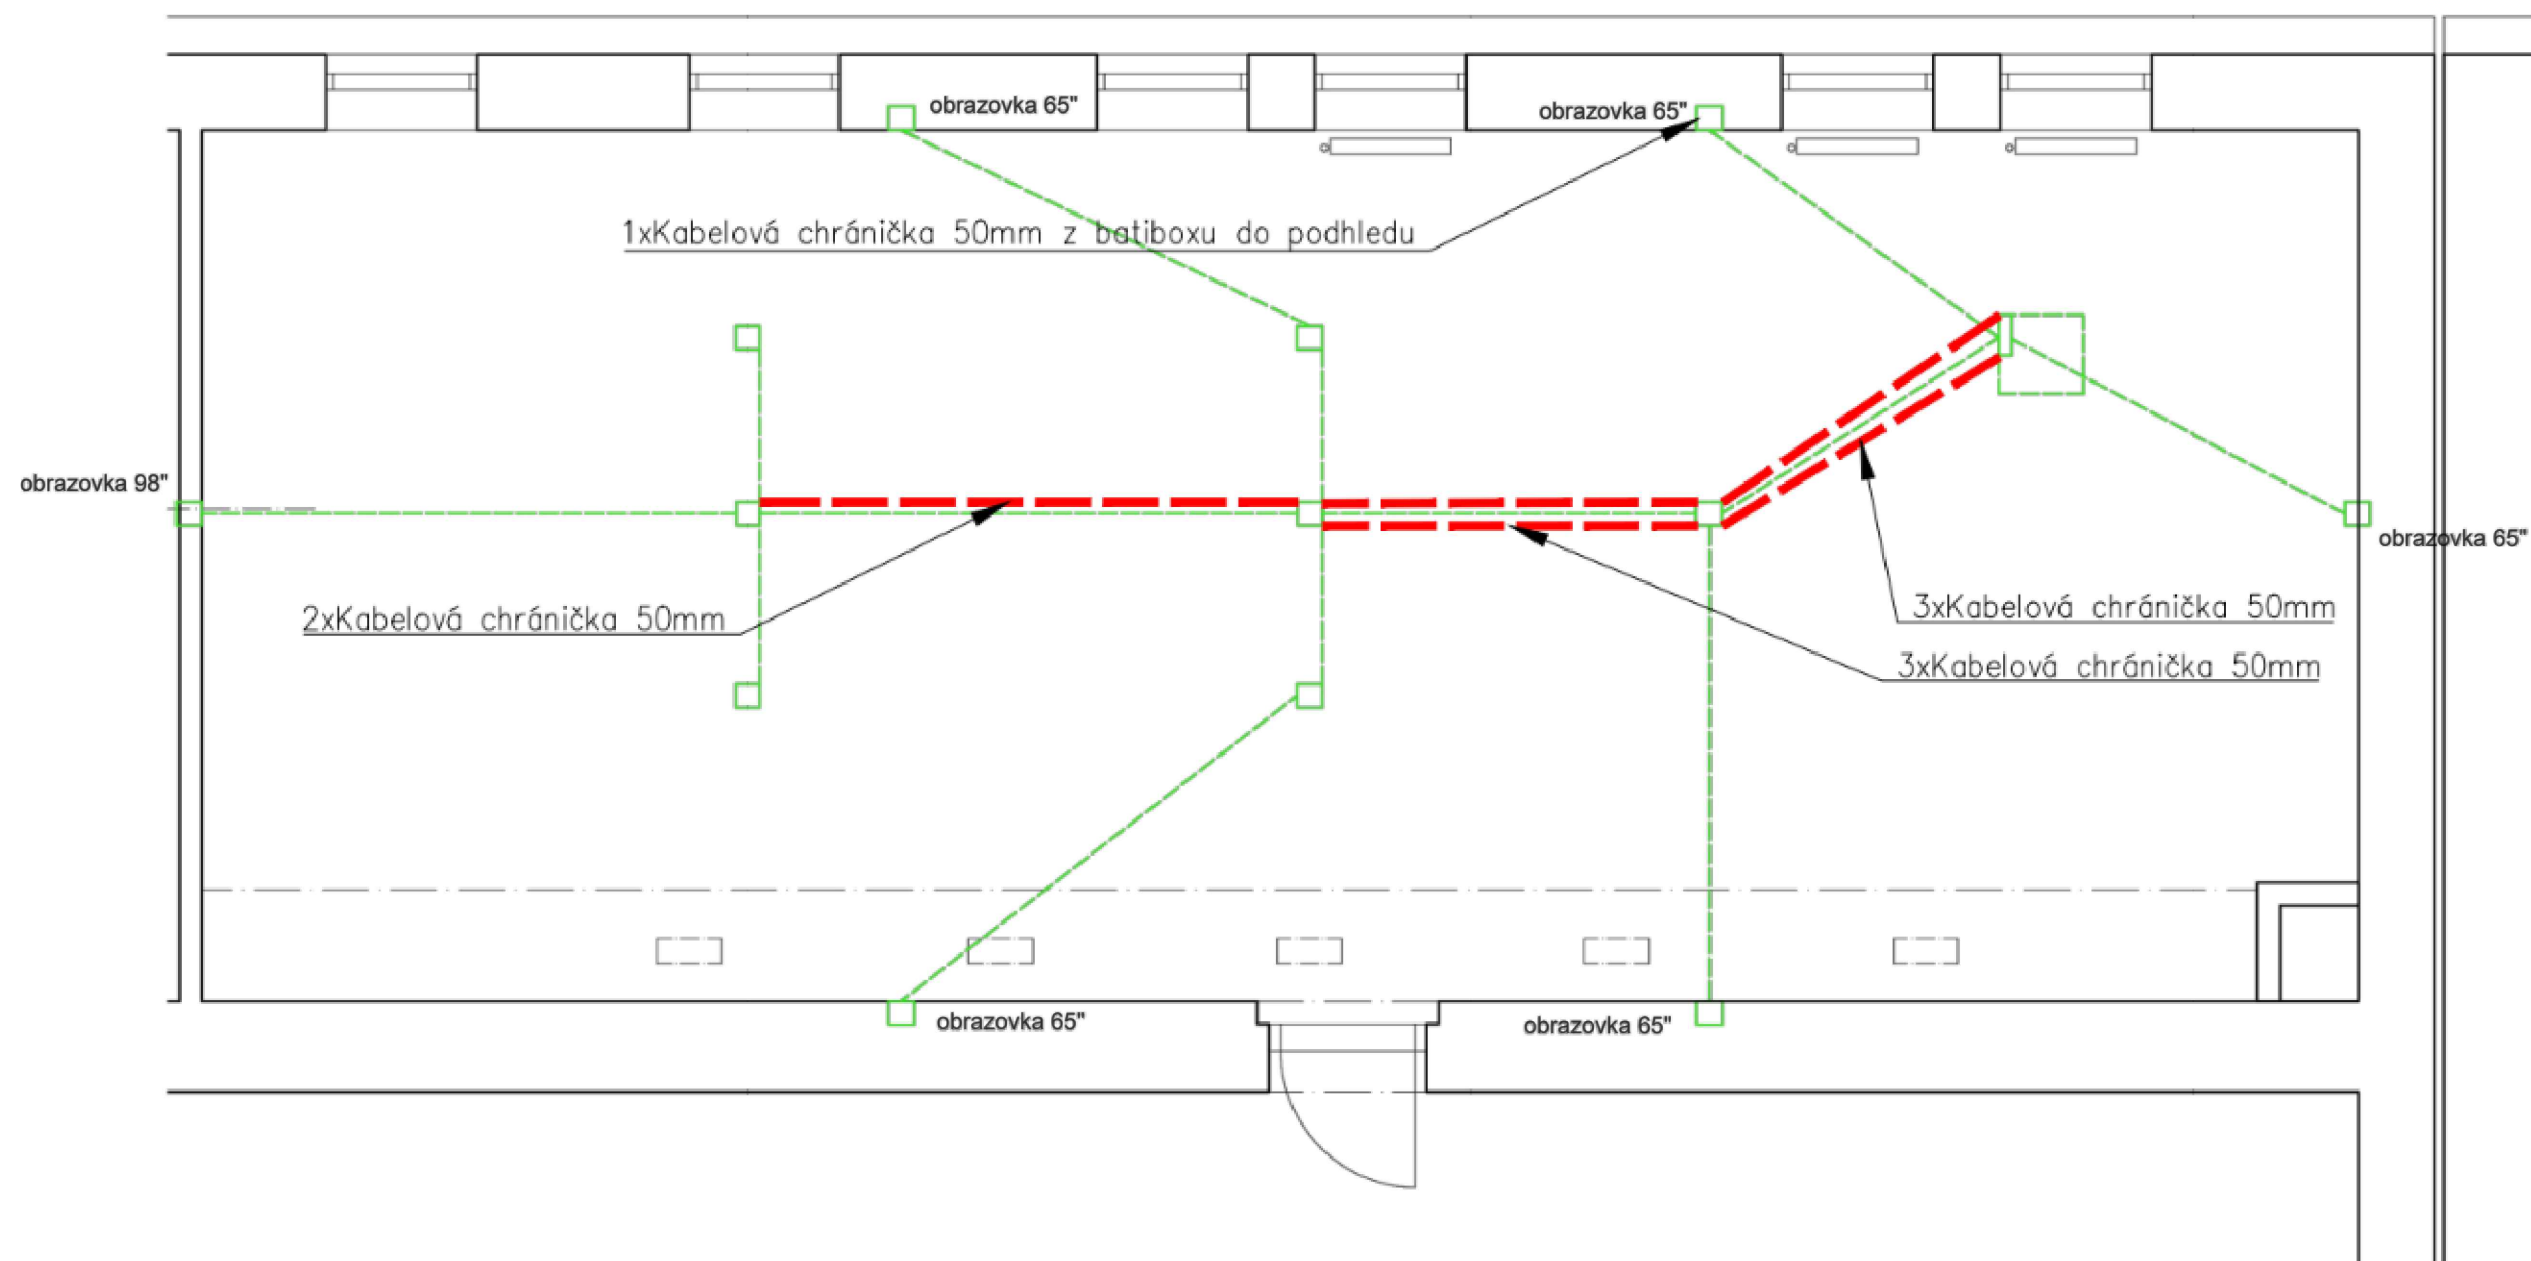 obrazovka 65"
obrazovka 65"
1xKabelová chránička 50mm z batiboxu do podhledu
obrazovka 98"
obrazovka 65"
2xKabelová chránička 50mm
3xKabelová chránička 50mm
3xKabelová chránička 50mm
obrazovka 65"
obrazovka 65"